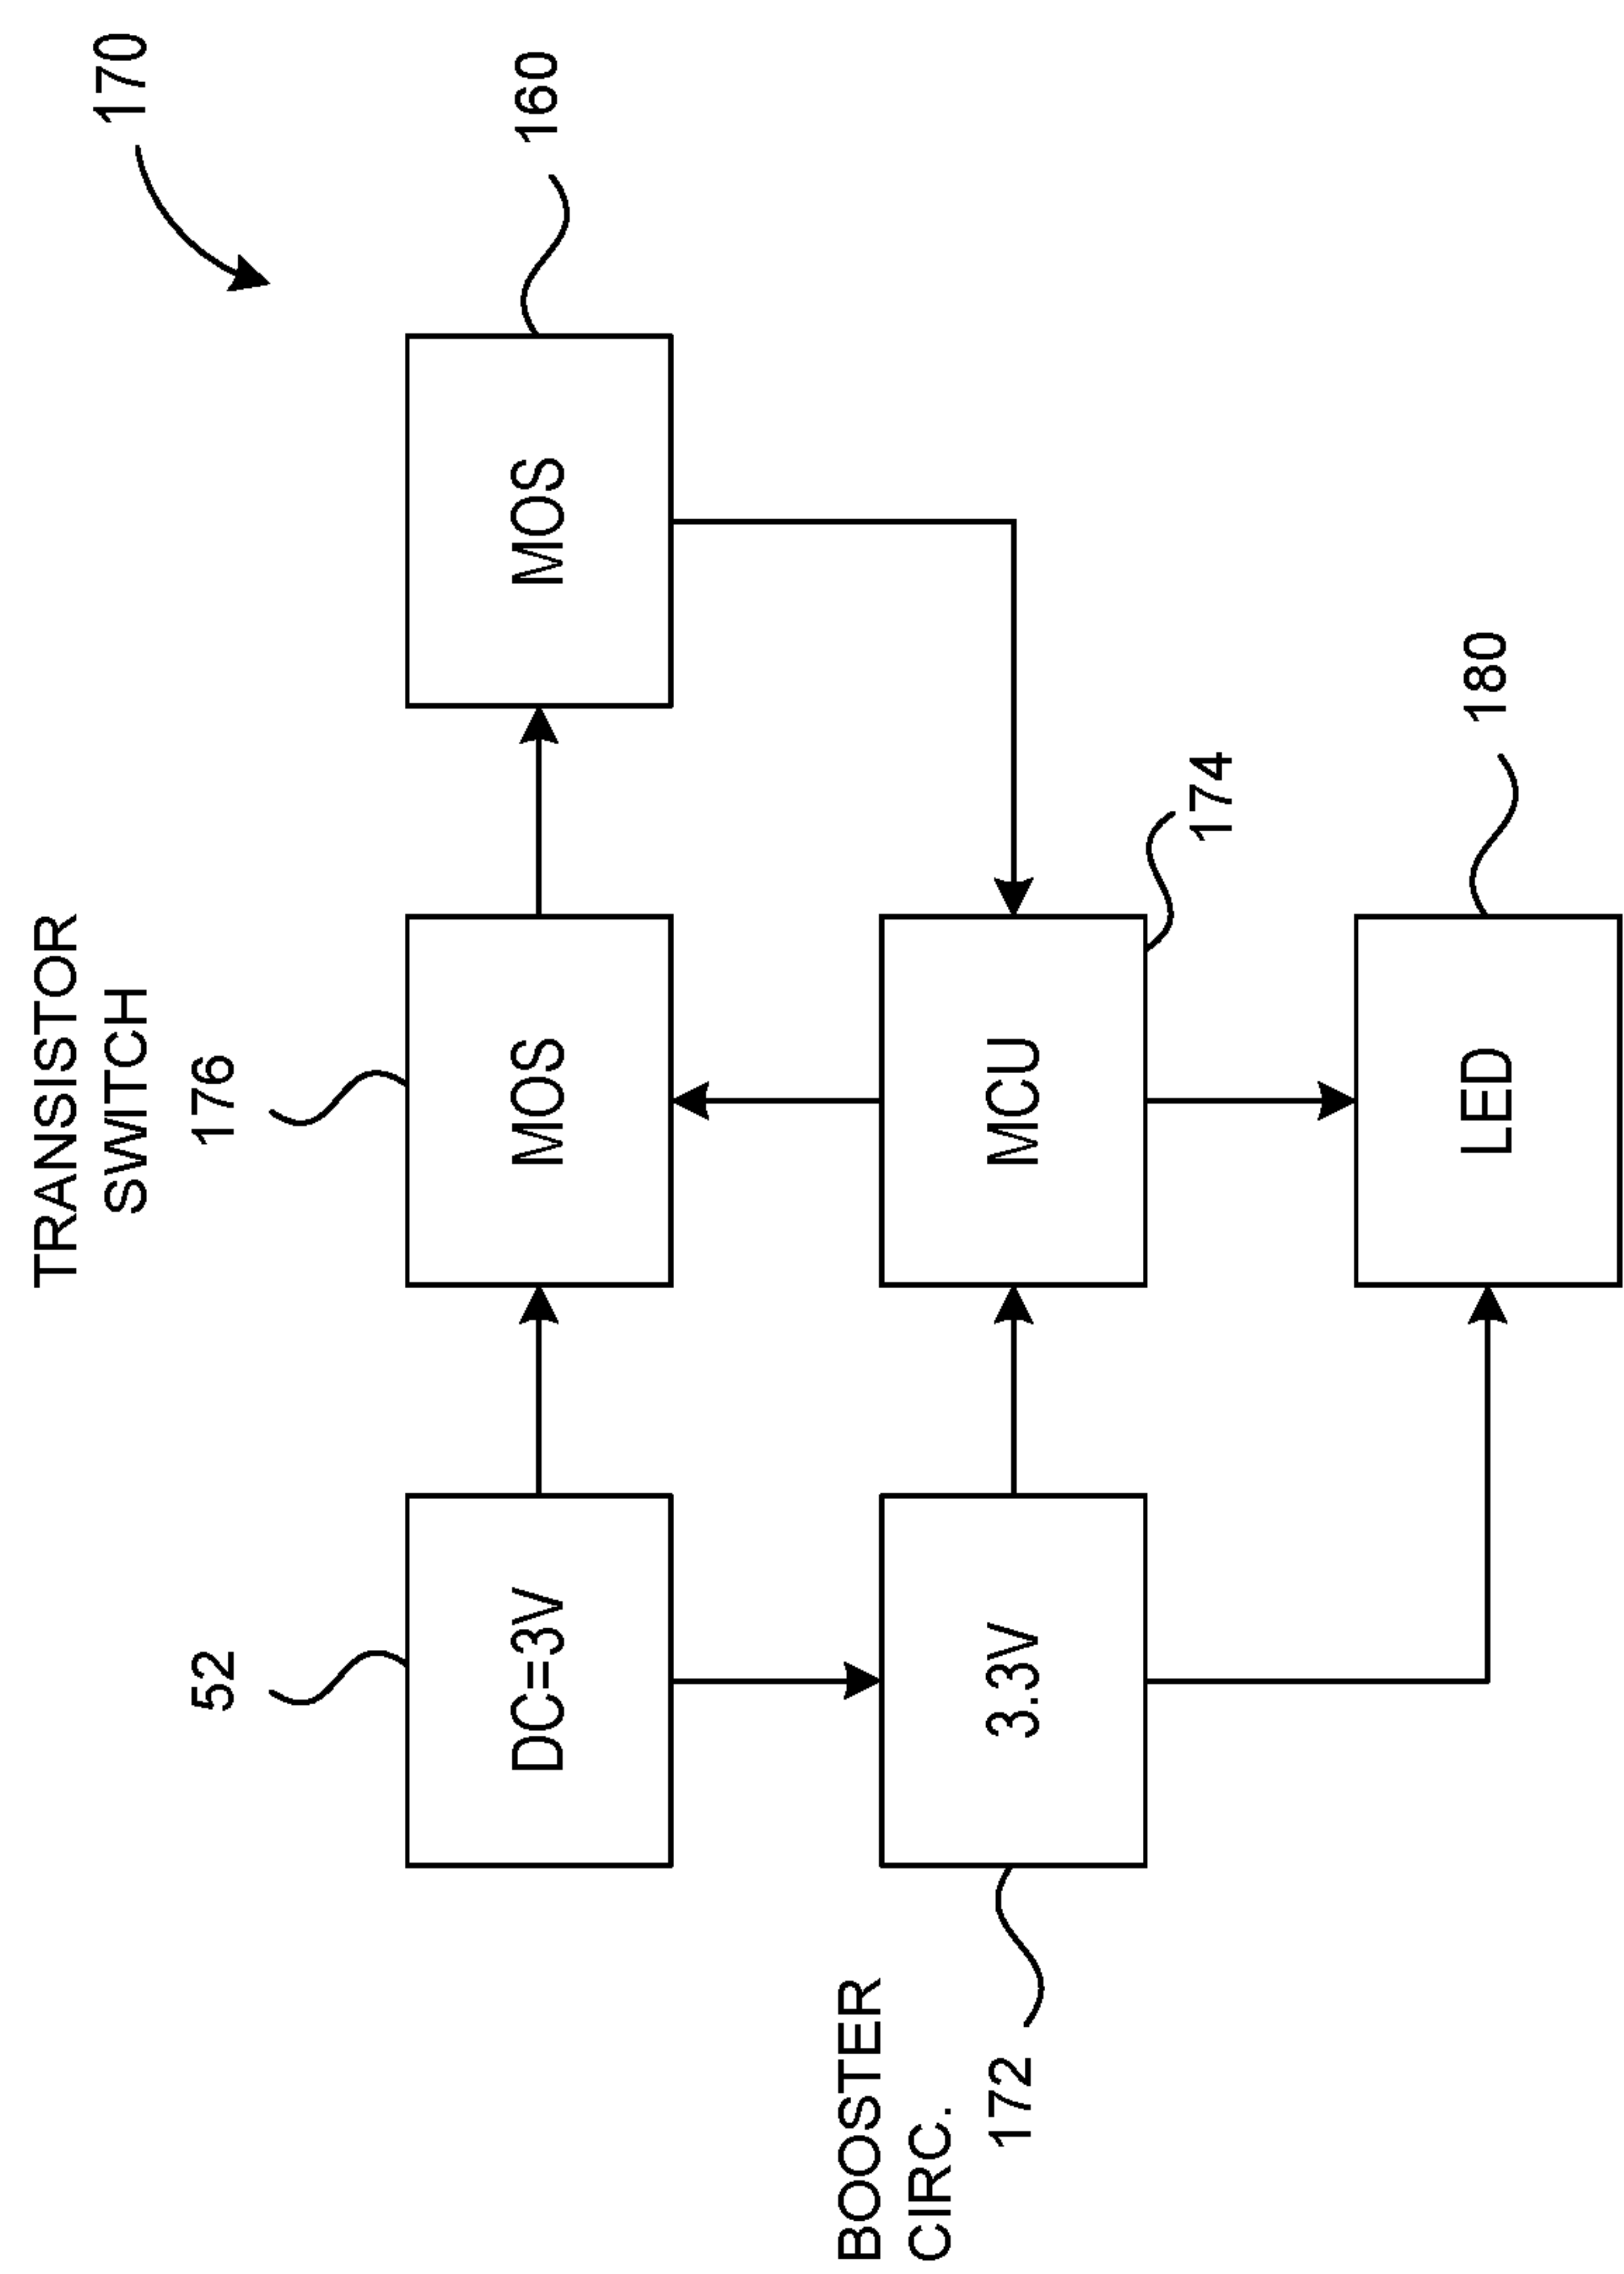 170
TRANSISTOR
SWITCH
52
176
160
DC=3V
MOS
MOS
BOOSTER
CIRC.
172
3.3V
MCU
174
LED
180